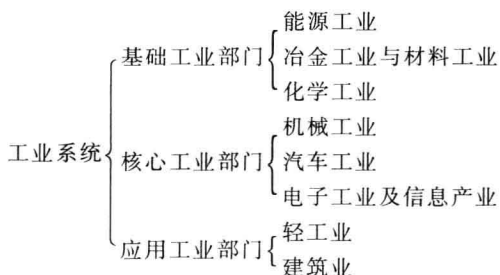 能源工业
基础工业部门
冶金工业与材料工业
化学工业
机械工业
工业系统
核心工业部门
汽车工业
电子工业及信息产业
轻工业
应用工业部门
建筑业